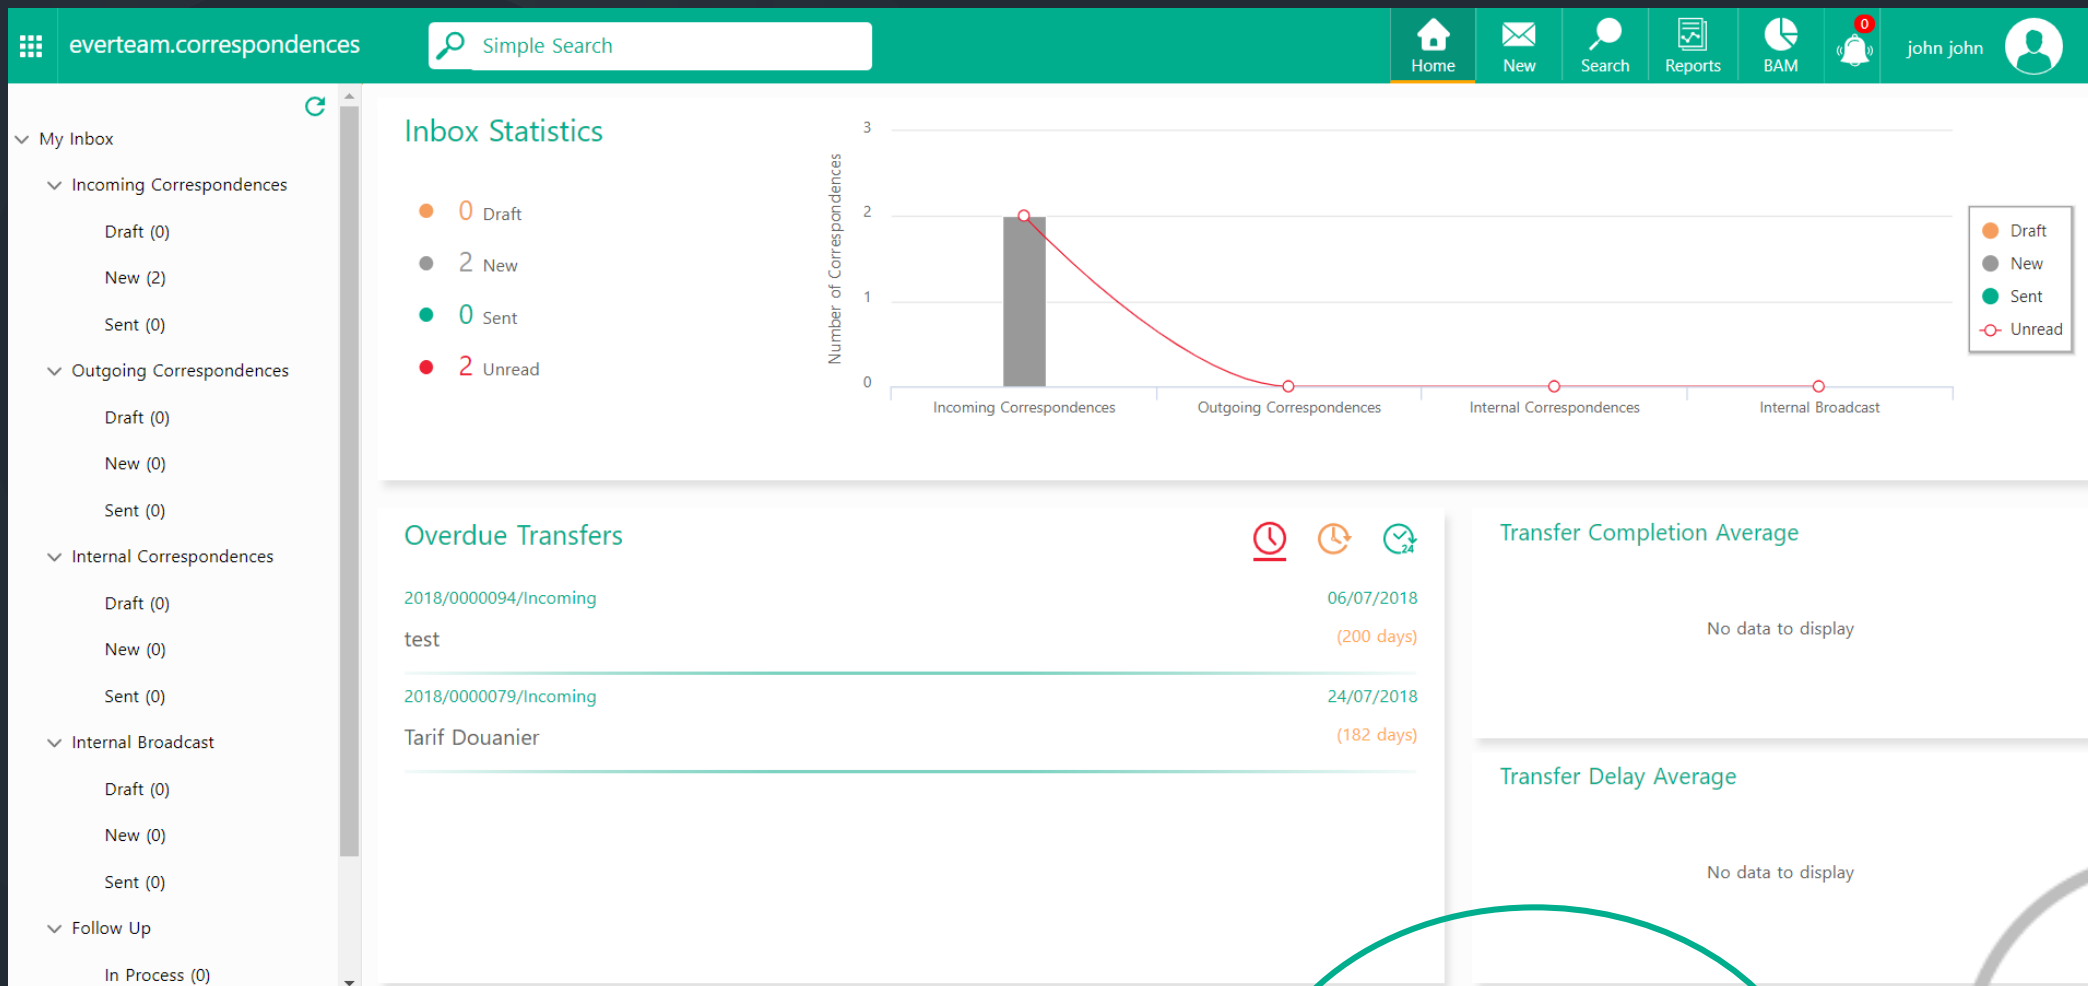 everteam.correspondences
Simple Search
Home
New
Search
Reports
BAM
0
john john
My Inbox
Incoming Correspondences
Draft (0)
New (2)
Sent (0)
Outgoing Correspondences
Draft (0)
New (0)
Sent (0)
Internal Correspondences
Draft (0)
New (0)
Sent (0)
Internal Broadcast
Draft (0)
New (0)
Sent (0)
Follow Up
In Process (0)
Inbox Statistics
0 Draft
2 New
0 Sent
2 Unread
Number of Correspondences
3
2
1
0
Incoming Correspondences
Outgoing Correspondences
Internal Correspondences
Internal Broadcast
Draft
New
Sent
Unread
Overdue Transfers
24
2018/0000094/Incoming 06/07/2018
test (200 days)
2018/0000079/Incoming 24/07/2018
Tarif Douanier (182 days)
Transfer Completion Average
No data to display
Transfer Delay Average
No data to display